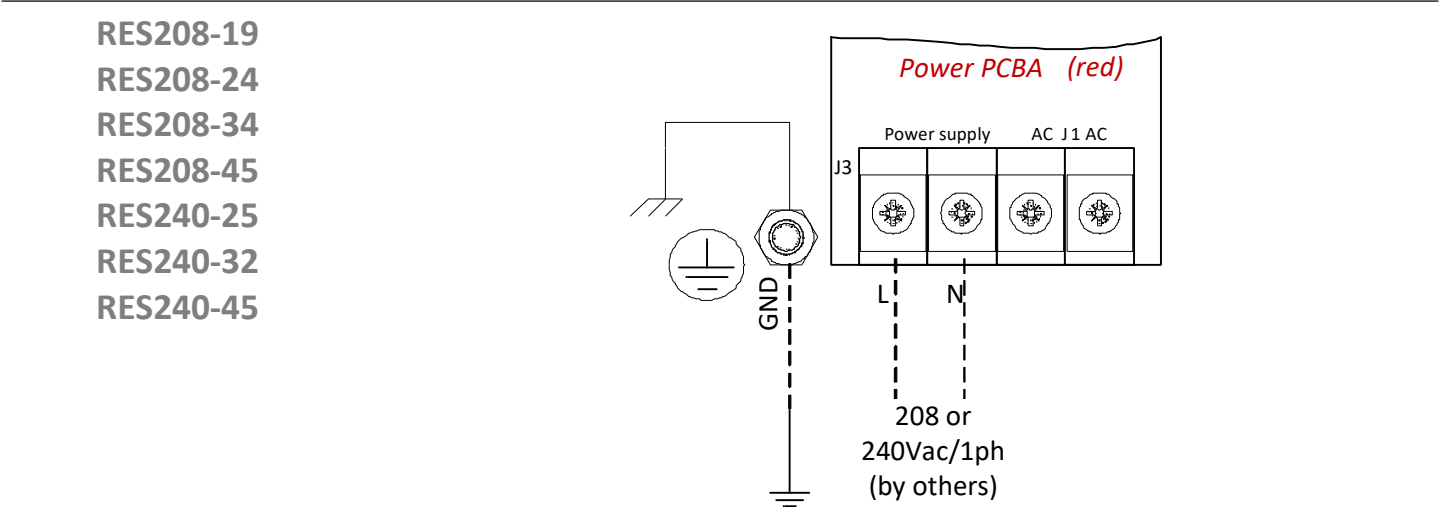 RES208-19
RES208-24
RES208-34
RES208-45
RES240-25
RES240-32
RES240-45
Power PCBA (red)
Power supply AC J1 AC
J3
GND
L N
208 or
240Vac/1ph
(by others)